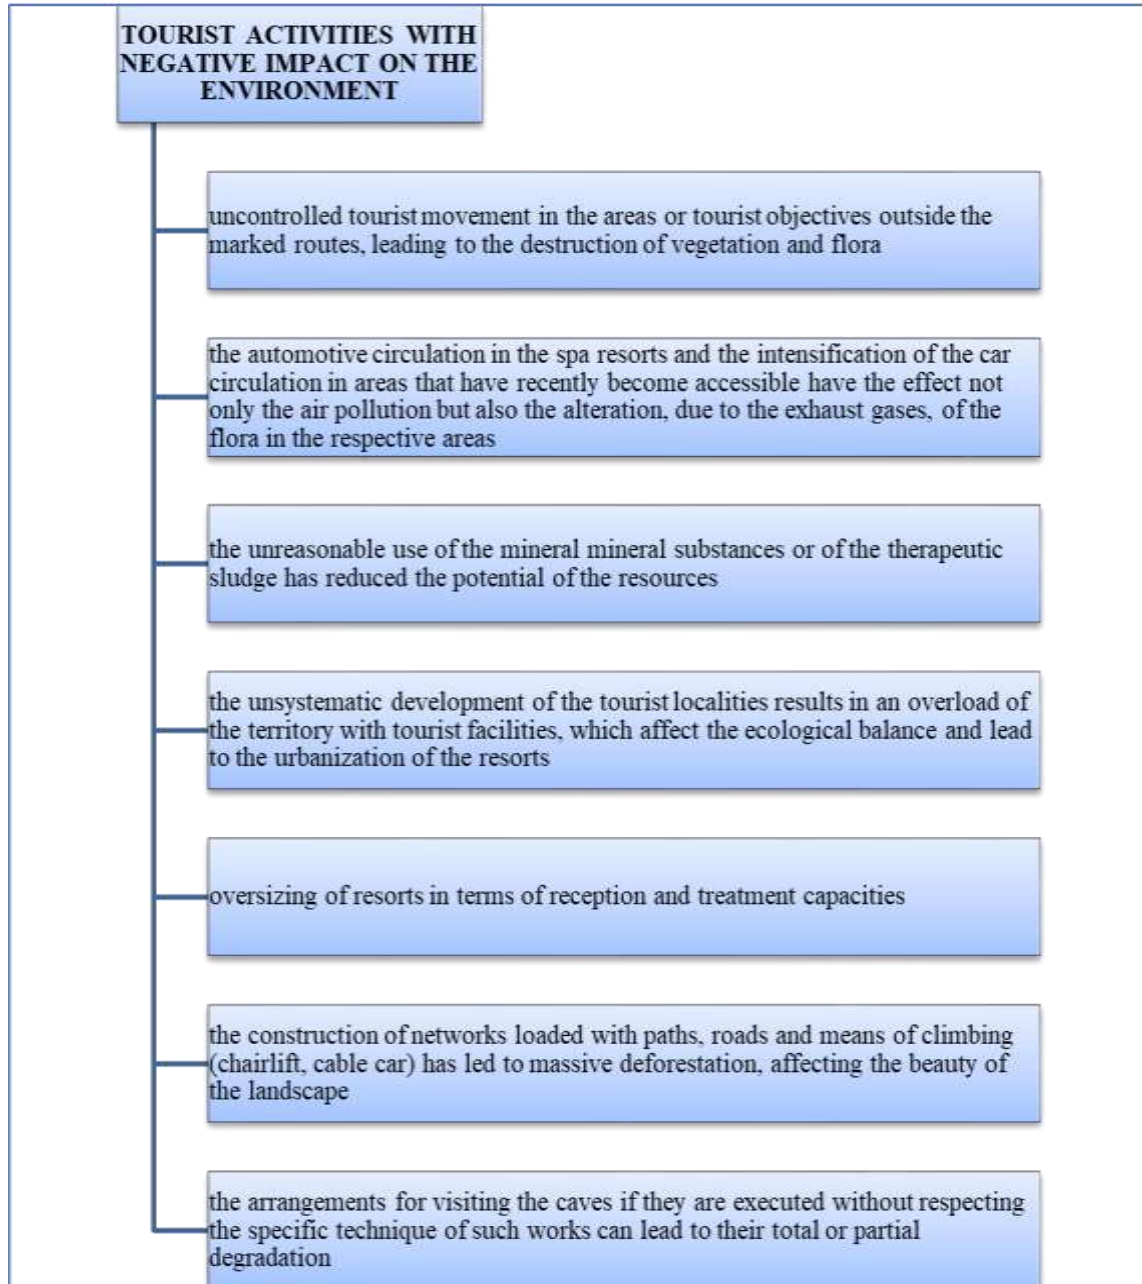 TOURIST ACTIVITIES WITH
NEGATIVE IMPACT ON THE
ENVIRONMENT
uncontrolled tourist movement in the areas or tourist objectives outside the
marked routes, leading to the destruction of vegetation and flora
the automotive circulation in the spa resorts and the intensification of the car
circulation in areas that have recently become accessible have the effect not
only the air pollution but also the alteration, due to the exhaust gases, of the
flora in the respective areas
the unreasonable use of the mineral mineral substances or of the therapeutic
sludge has reduced the potential of the resources
the unsystematic development of the tourist localities results in an overload of
the territory with tourist facilities, which affect the ecological balance and lead
to the urbanization of the resorts
oversizing of resorts in terms of reception and treatment capacities
the construction of networks loaded with paths, roads and means of climbing
(chairlift, cable car) has led to massive deforestation, affecting the beauty of
the landscape
the arrangements for visiting the caves if they are executed without respecting
the specific technique of such works can lead to their total or partial
degradation